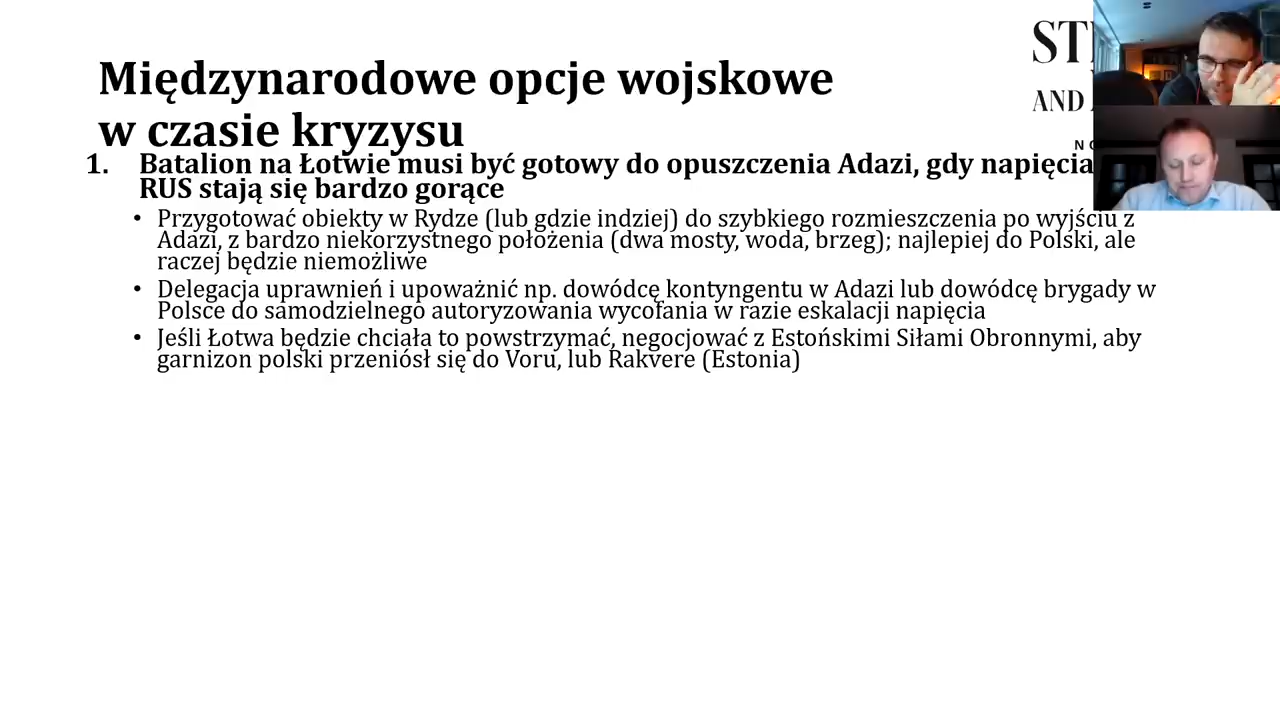 Międzynarodowe opcje wojskowe
w czasie kryzysu
ST
AND
N
1. Batalion na Łotwie musi być gotowy do opuszczenia Adazi, gdy napięcia
RUS stają się bardzo gorące
• Przygotować obiekty w Rydze (lub gdzie indziej) do szybkiego rozmieszczenia po wyjściu z
Adazi, z bardzo niekorzystnego położenia (dwa mosty, woda, brzeg); najlepiej do Polski, ale
raczej będzie niemożliwe
• Delegacja uprawnień i upoważnić np. dowódcę kontyngentu w Adazi lub dowódcę brygady w
Polsce do samodzielnego autoryzowania wycofania w razie eskalacji napięcia
• Jeśli Łotwa będzie chciała to powstrzymać, negocjować z Estońskimi Siłami Obronnymi, aby
garnizon polski przeniósł się do Voru, lub Rakvere (Estonia)